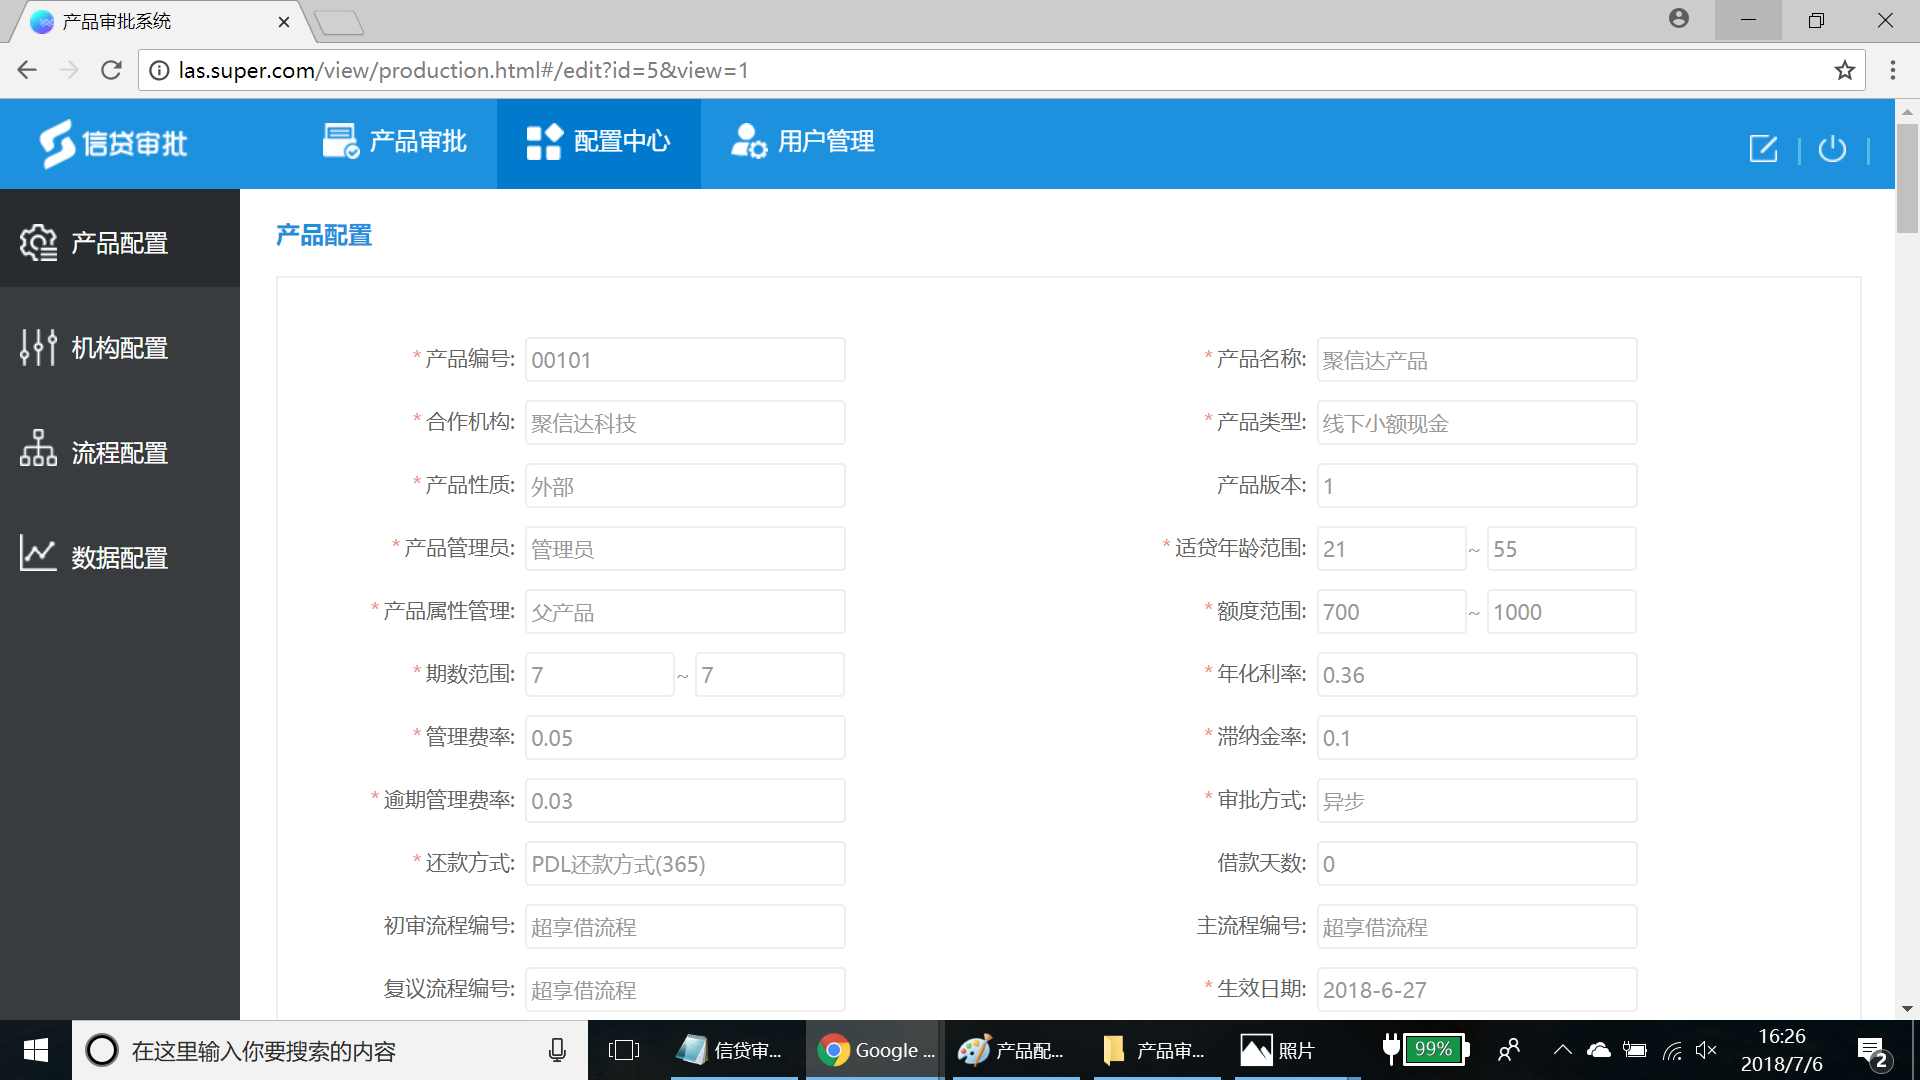 产品审批系统
las.super.com/view/production.html#/edit?id=5&view=1
信贷审批
产品审批
配置中心
用户管理
产品配置
机构配置
流程配置
数据配置
产品配置
* 产品编号: 00101
* 产品名称: 聚信达产品
* 合作机构: 聚信达科技
* 产品类型: 线下小额现金
* 产品性质: 外部
产品版本: 1
* 产品管理员: 管理员
* 适贷年龄范围: 21 ~ 55
* 产品属性管理: 父产品
* 额度范围: 700 ~ 1000
* 期数范围: 7 ~ 7
* 年化利率: 0.36
* 管理费率: 0.05
* 滞纳金率: 0.1
* 逾期管理费率: 0.03
* 审批方式: 异步
* 还款方式: PDL还款方式(365)
借款天数: 0
初审流程编号: 超享借流程
主流程编号: 超享借流程
复议流程编号: 超享借流程
* 生效日期: 2018-6-27
在这里输入你要搜索的内容
信贷审...
Google ...
产品配...
产品审...
照片
99%
16:26
2018/7/6
2